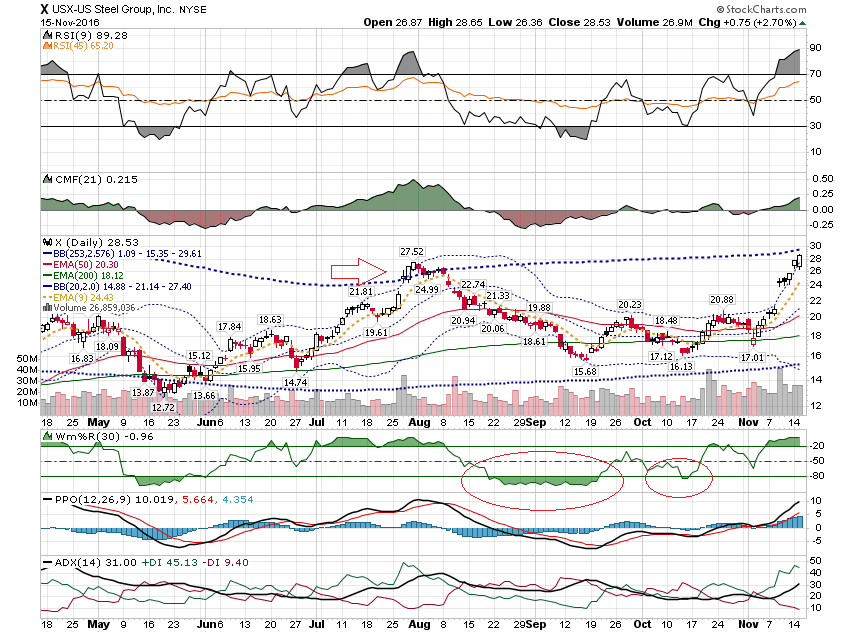 X USX-US Steel Group, Inc. NYSE © StockCharts.com
15-Nov-2016 Open 26.87 High 28.65 Low 26.36 Close 28.53 Volume 26.9M Chg +0.75 (+2.70%)
RSI(9) 89.28
RSI(45) 65.20
90
70
50
30
10
CMF(21) 0.215
0.50
0.25
0.00
-0.25
X (Daily) 28.53
BB(253,2.576) 1.09 - 15.35 - 29.61
EMA(50) 20.30
EMA(200) 18.12
BB(20,2.0) 14.88 - 21.14 - 27.40
EMA(9) 24.43
Volume 26,859,036
30
28
26
24
22
20
18
16
14
12
50M
40M
30M
20M
10M
27.52
24.99
22.74
21.81
21.33
20.94
20.06
19.88
20.23
20.88
19.61
18.63
17.84
18.09
18.61
18.48
16.83
15.12
15.95
17.12
17.01
16.13
15.68
14.74
13.87
13.66
12.72
18 25 May 9 16 23 Jun 6 13 20 27 Jul 11 18 25 Aug 8 15 22 29 Sep 12 19 26 Oct 10 17 24 Nov 7 14
Wm%R(30) -0.96
-20
-50
-80
PPO(12,26,9) 10.019, 5.664, 4.354
10
5
0
-5
ADX(14) 31.00 +DI 45.13 -DI 9.40
50
40
30
20
10
18 25 May 9 16 23 Jun 6 13 20 27 Jul 11 18 25 Aug 8 15 22 29 Sep 12 19 26 Oct 10 17 24 Nov 7 14